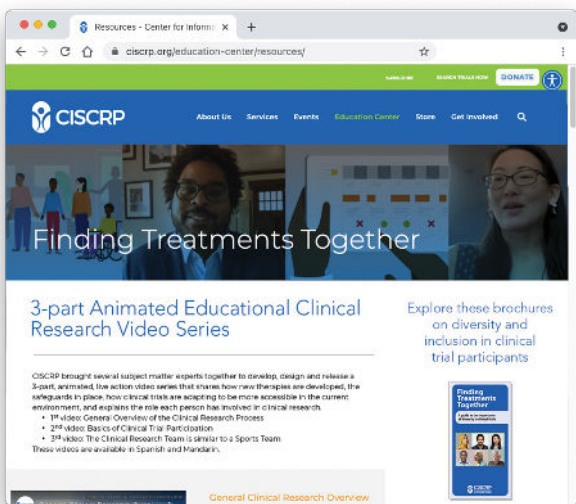 Resources - Center for Inform
ciscrp.org/education-center/resources/
SUBSCRIBE SEARCH TRIALS NOW DONATE
CISCRP
About Us Services Events Education Center Store Get Involved
Finding Treatments Together
3-part Animated Educational Clinical
Research Video Series
CISCRP brought several subject matter experts together to develop, design and release a
3-part, animated, live action video series that shares how new therapies are developed, the
safeguards in place, how clinical trials are adapting to be more accessible in the current
environment, and explains the role each person has involved in clinical research.
• 1st video: General Overview of the Clinical Research Process
• 2nd video: Basics of Clinical Trial Participation
• 3rd video: The Clinical Research Team is similar to a Sports Team
These videos are available in Spanish and Mandarin.
General Clinical Research Overview
Explore these brochures
on diversity and
inclusion in clinical
trial participants
Finding
Treatments
Together
CISCRP